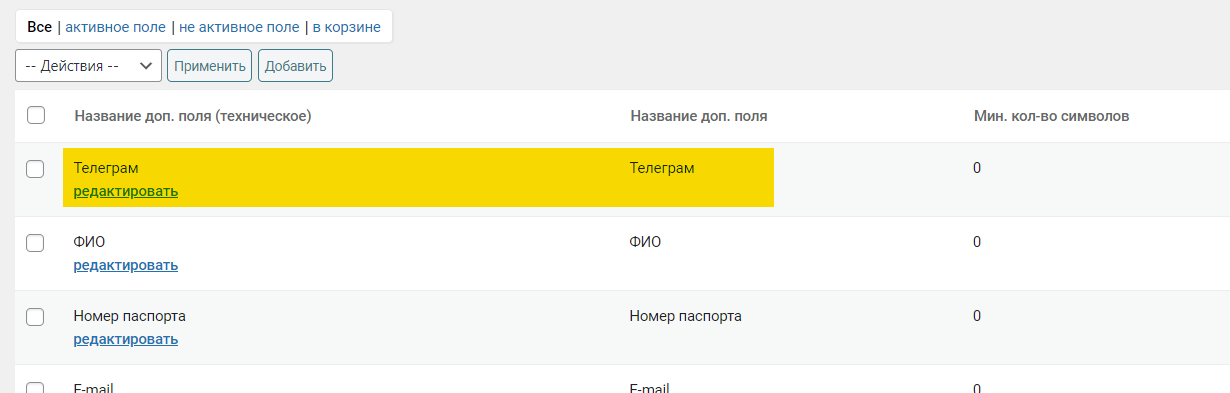 Все | активное поле | не активное поле | в корзине
-- Действия -- Применить Добавить
Название доп. поля (техническое) Название доп. поля Мин. кол-во символов
Телеграм Телеграм 0
редактировать
ФИО ФИО 0
редактировать
Номер паспорта Номер паспорта 0
редактировать
E-mail E-mail 0